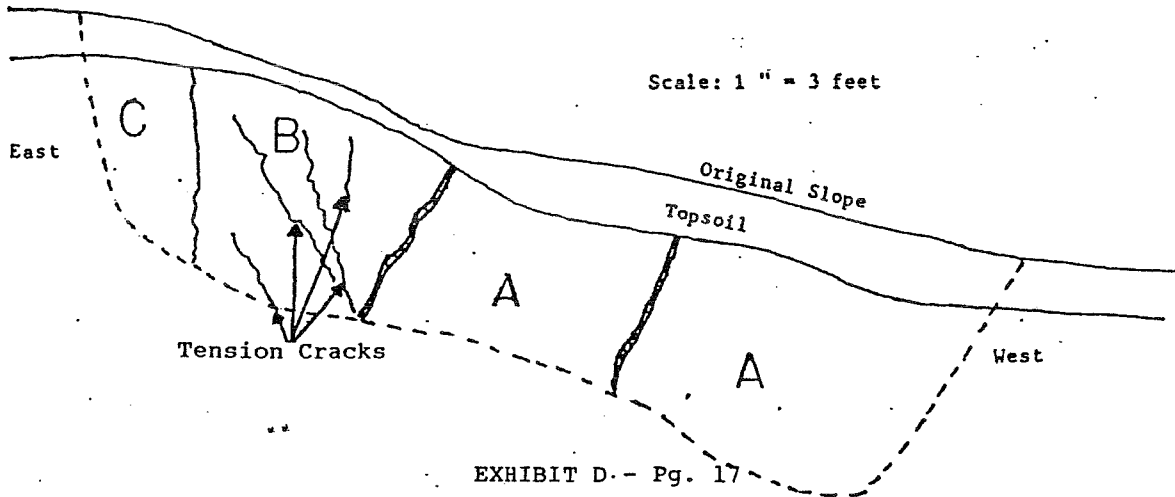 Scale: 1 " = 3 feet
C
B
East
Original Slope
Topsoil
A
Tension Cracks
A
West
EXHIBIT D - Pg. 17